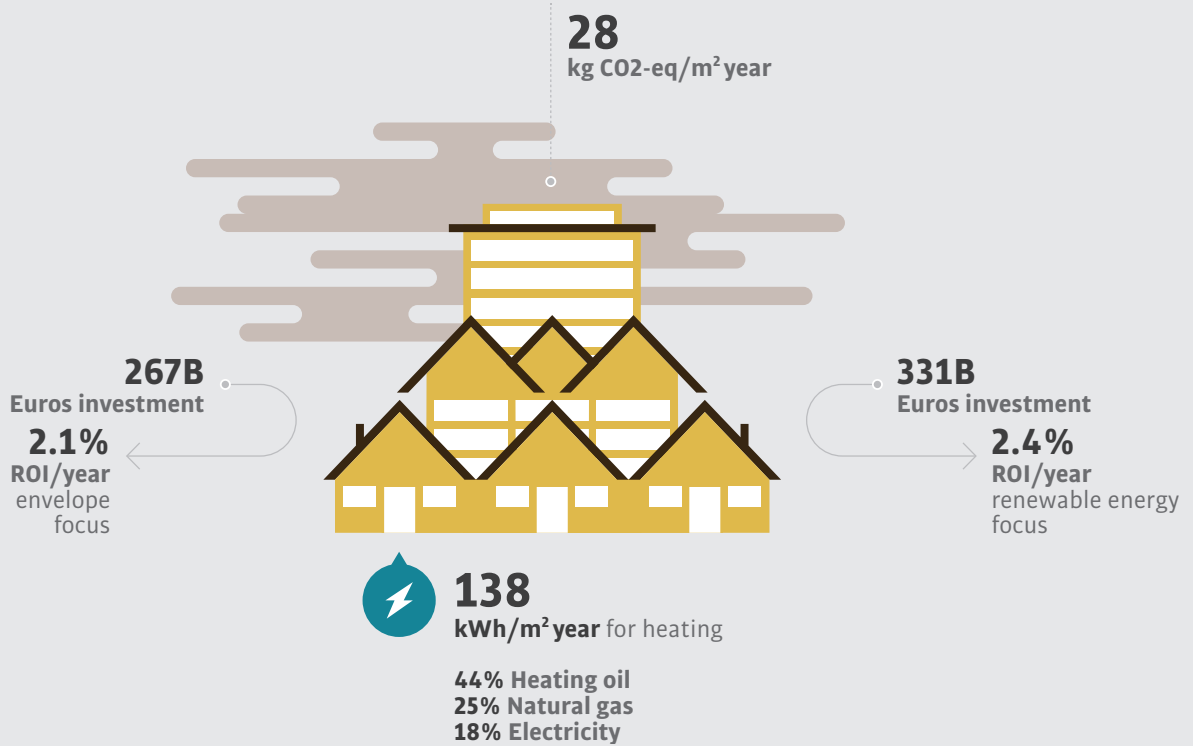 28
kg CO2-eq/m² year
267B
Euros investment
2.1%
ROI/year
envelope
focus
331B
Euros investment
2.4%
ROI/year
renewable energy
focus
138
kWh/m² year for heating
44% Heating oil
25% Natural gas
18% Electricity